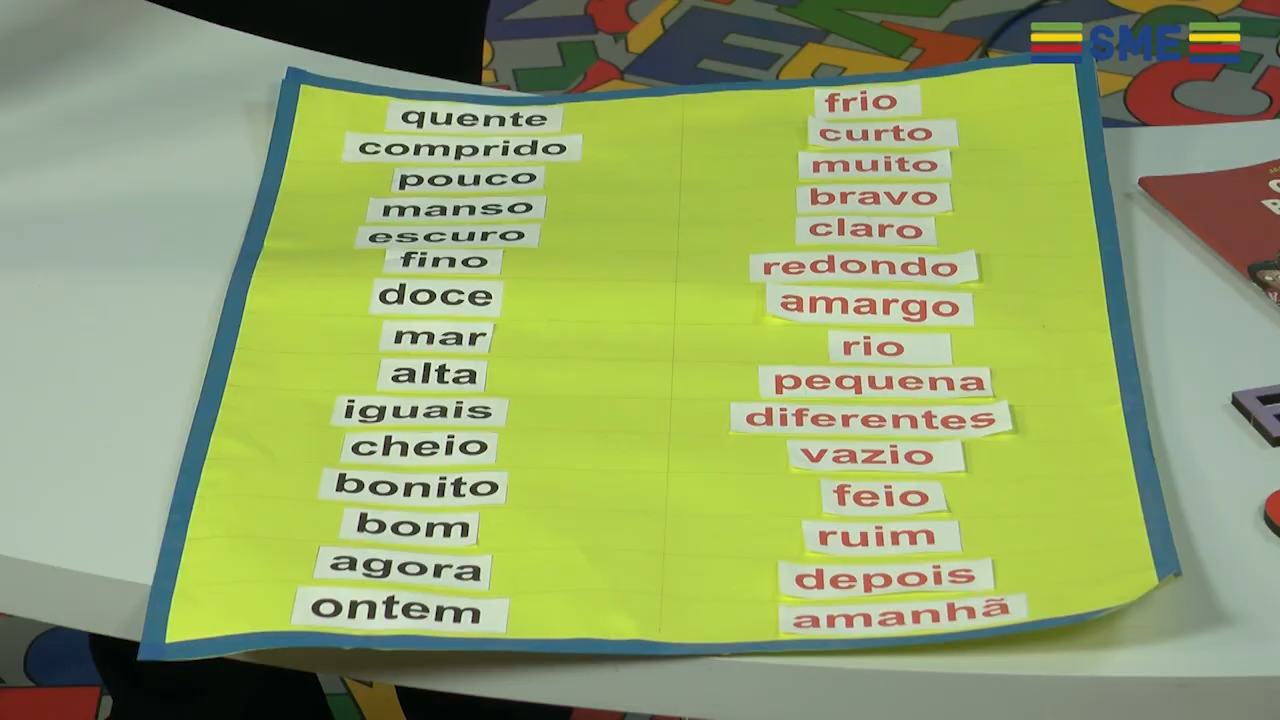 SME
quente frio
comprido curto
pouco muito
manso bravo
escuro claro
fino redondo
doce amargo
mar rio
alta pequena
iguais diferentes
cheio vazio
bonito feio
bom ruim
agora depois
ontem amanhã